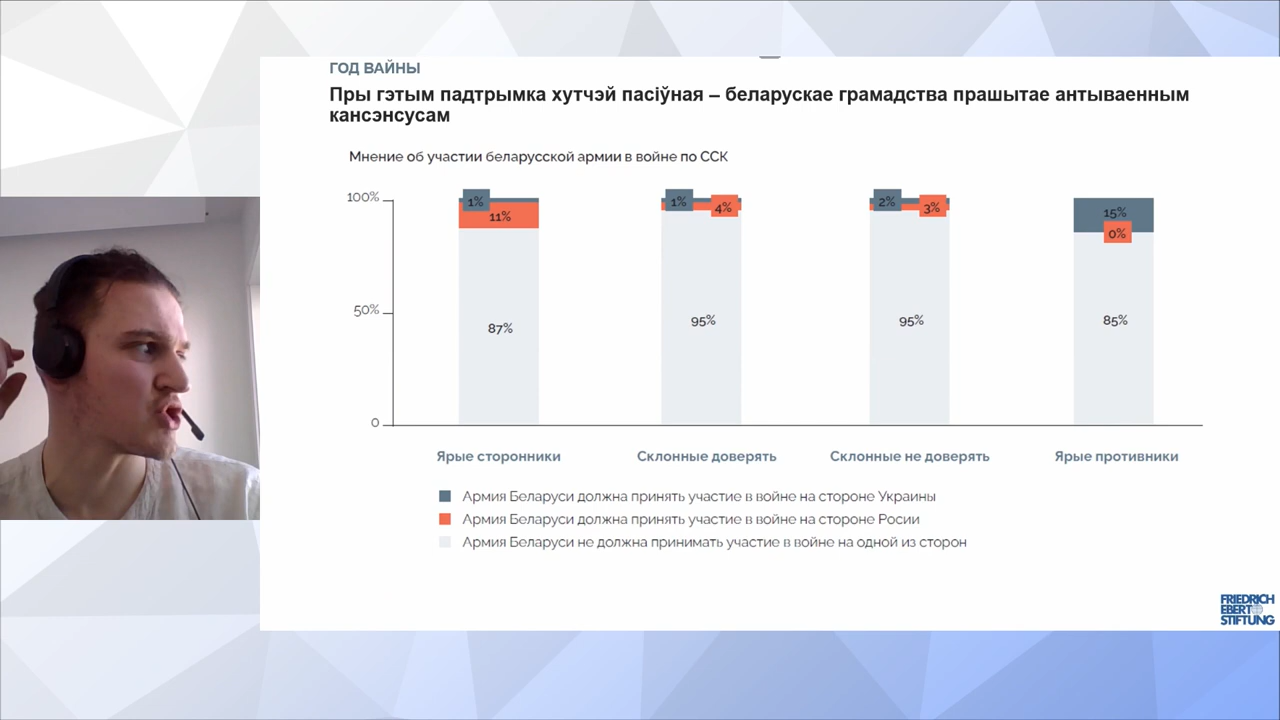 ГОД ВАЙНЫ
Пры гэтым падтрымка хутчэй пасіўная – беларускае грамадства прашытае антываенным
кансэнсусам
Мнение об участии беларусской армии в войне по ССК
100%
50%
0
1%
11%
87%
1%
4%
95%
2%
3%
95%
15%
0%
85%
Ярые сторонники
Склонные доверять
Склонные не доверять
Ярые противники
Армия Беларуси должна принять участие в войне на стороне Украины
Армия Беларуси должна принять участие в войне на стороне Росии
Армия Беларуси не должна принимать участие в войне на одной из сторон
FRIEDRICH
EBERT
STIFTUNG